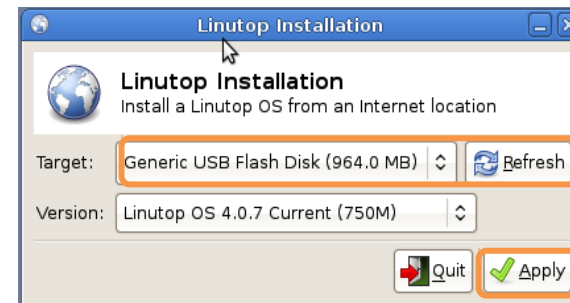 Linutop Installation
Linutop Installation
Install a Linutop OS from an Internet location
Target: Generic USB Flash Disk (964.0 MB) Refresh
Version: Linutop OS 4.0.7 Current (750M)
Quit Apply